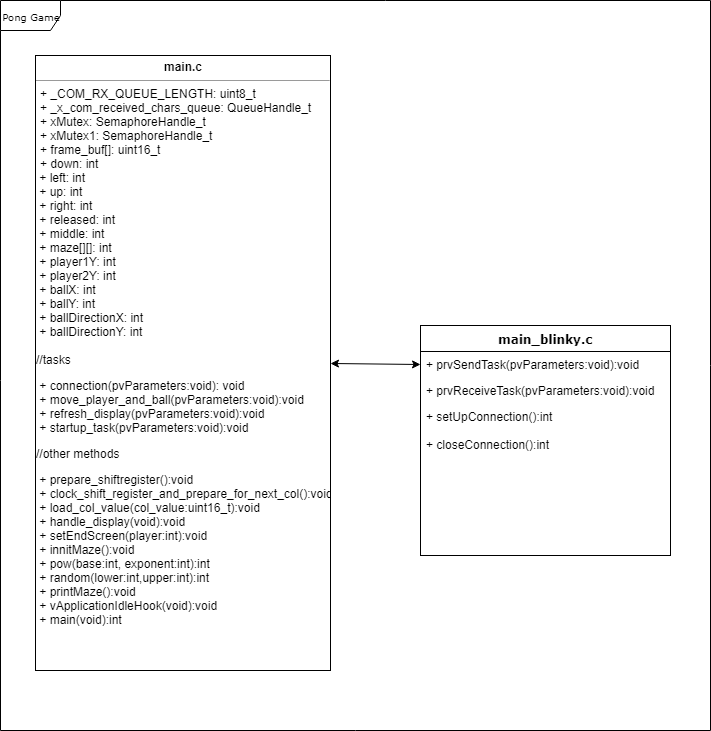 Pong Game
main.c
+ _COM_RX_QUEUE_LENGTH: uint8_t
+ _x_com_received_chars_queue: QueueHandle_t
+ xMutex: SemaphoreHandle_t
+ xMutex1: SemaphoreHandle_t
+ frame_buf[]: uint16_t
+ down: int
+ left: int
+ up: int
+ right: int
+ released: int
+ middle: int
+ maze[][]: int
+ player1Y: int
+ player2Y: int
+ ballX: int
+ ballY: int
+ ballDirectionX: int
+ ballDirectionY: int
//tasks
+ connection(pvParameters:void): void
+ move_player_and_ball(pvParameters:void):void
+ refresh_display(pvParameters:void):void
+ startup_task(pvParameters:void):void
//other methods
+ prepare_shiftregister():void
+ clock_shift_register_and_prepare_for_next_col():void
+ load_col_value(col_value:uint16_t):void
+ handle_display(void):void
+ setEndScreen(player:int):void
+ innitMaze():void
+ pow(base:int, exponent:int):int
+ random(lower:int,upper:int):int
+ printMaze():void
+ vApplicationIdleHook(void):void
+ main(void):int
main_blinky.c
+ prvSendTask(pvParameters:void):void
+ prvReceiveTask(pvParameters:void):void
+ setUpConnection():int
+ closeConnection():int